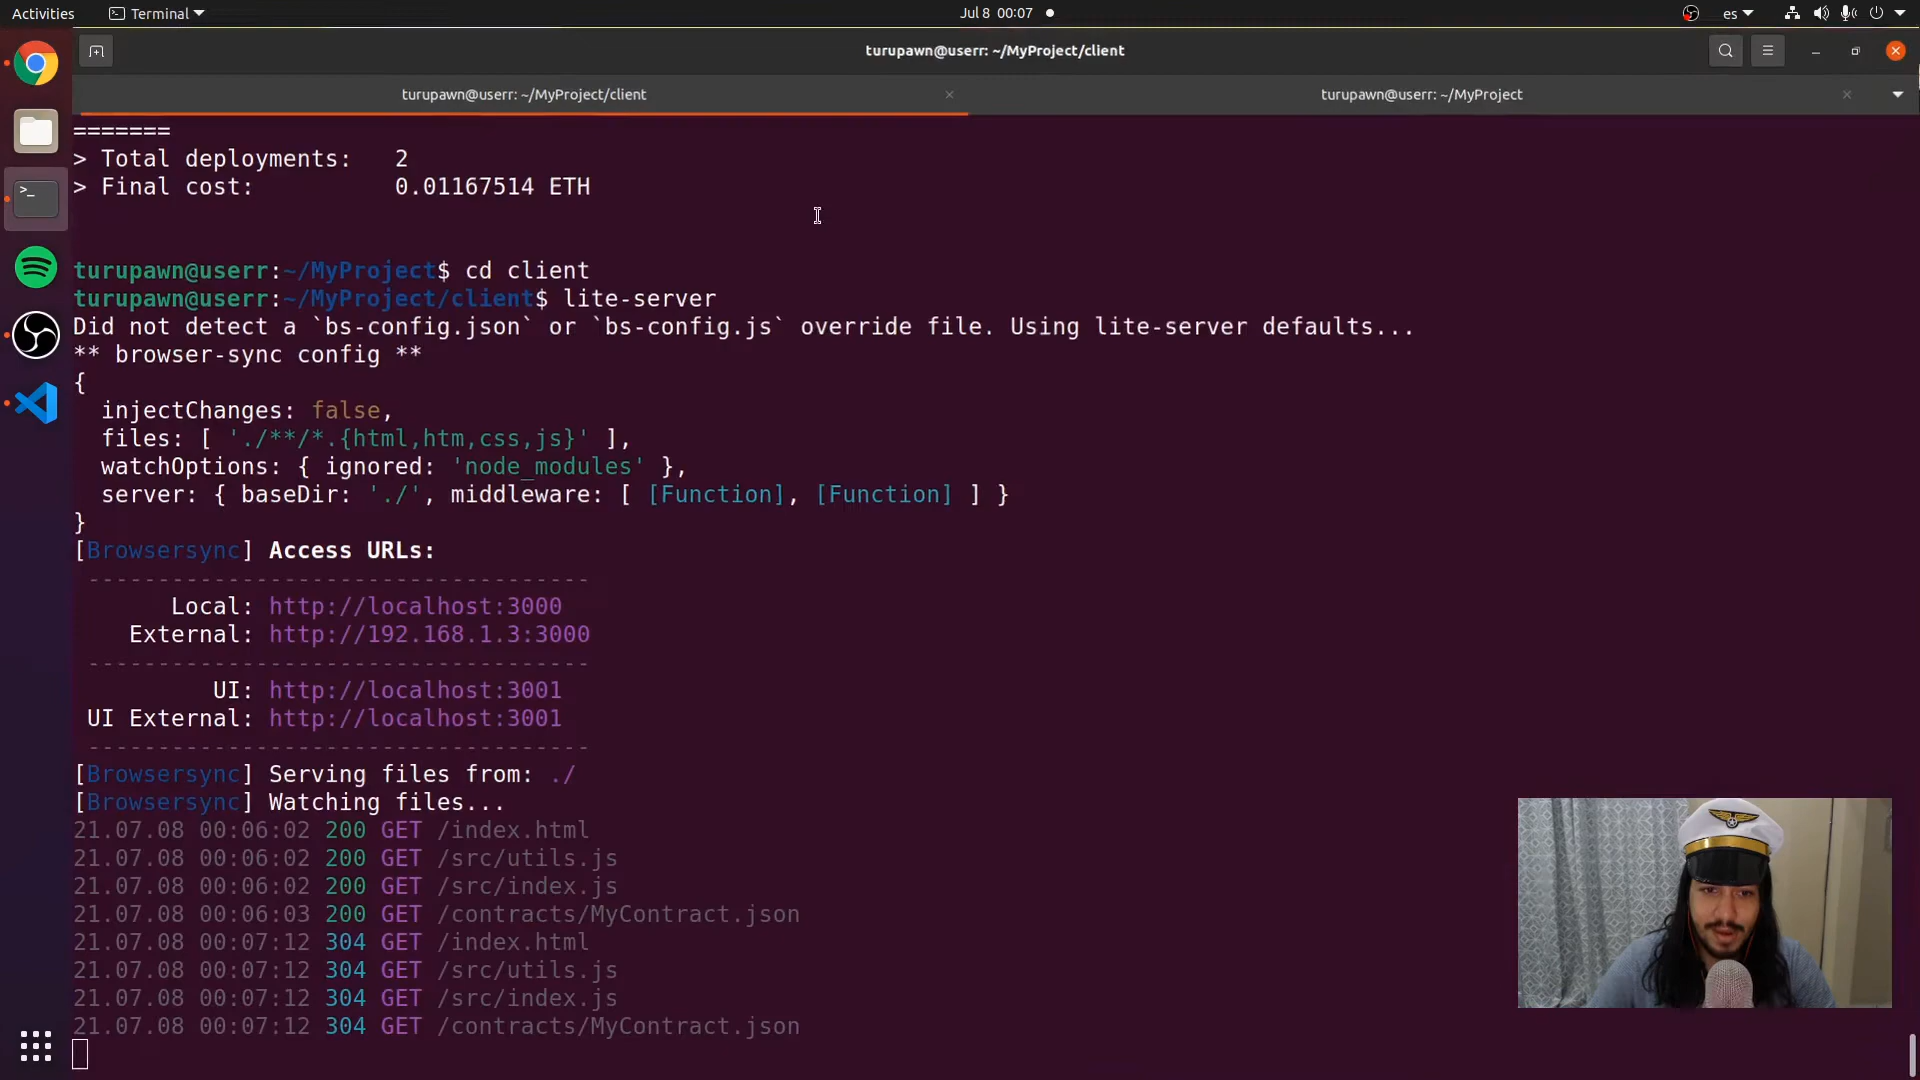 Activities
Terminal
Jul 8 00:07
es
turupawn@userr: ~/MyProject/client
turupawn@userr: ~/MyProject/client
turupawn@userr: ~/MyProject
=======
> Total deployments:   2
> Final cost:          0.01167514 ETH
turupawn@userr:~/MyProject$ cd client
turupawn@userr:~/MyProject/client$ lite-server
Did not detect a `bs-config.json` or `bs-config.js` override file. Using lite-server defaults...
** browser-sync config **
{
  injectChanges: false,
  files: [ './**/*.{html,htm,css,js}' ],
  watchOptions: { ignored: 'node_modules' },
  server: { baseDir: './', middleware: [ [Function], [Function] ] }
}
[Browsersync] Access URLs:
 ------------------------------------
       Local: http://localhost:3000
    External: http://192.168.1.3:3000
 ------------------------------------
          UI: http://localhost:3001
 UI External: http://localhost:3001
 ------------------------------------
[Browsersync] Serving files from: ./
[Browsersync] Watching files...
21.07.08 00:06:02 200 GET /index.html
21.07.08 00:06:02 200 GET /src/utils.js
21.07.08 00:06:02 200 GET /src/index.js
21.07.08 00:06:03 200 GET /contracts/MyContract.json
21.07.08 00:07:12 304 GET /index.html
21.07.08 00:07:12 304 GET /src/utils.js
21.07.08 00:07:12 304 GET /src/index.js
21.07.08 00:07:12 304 GET /contracts/MyContract.json